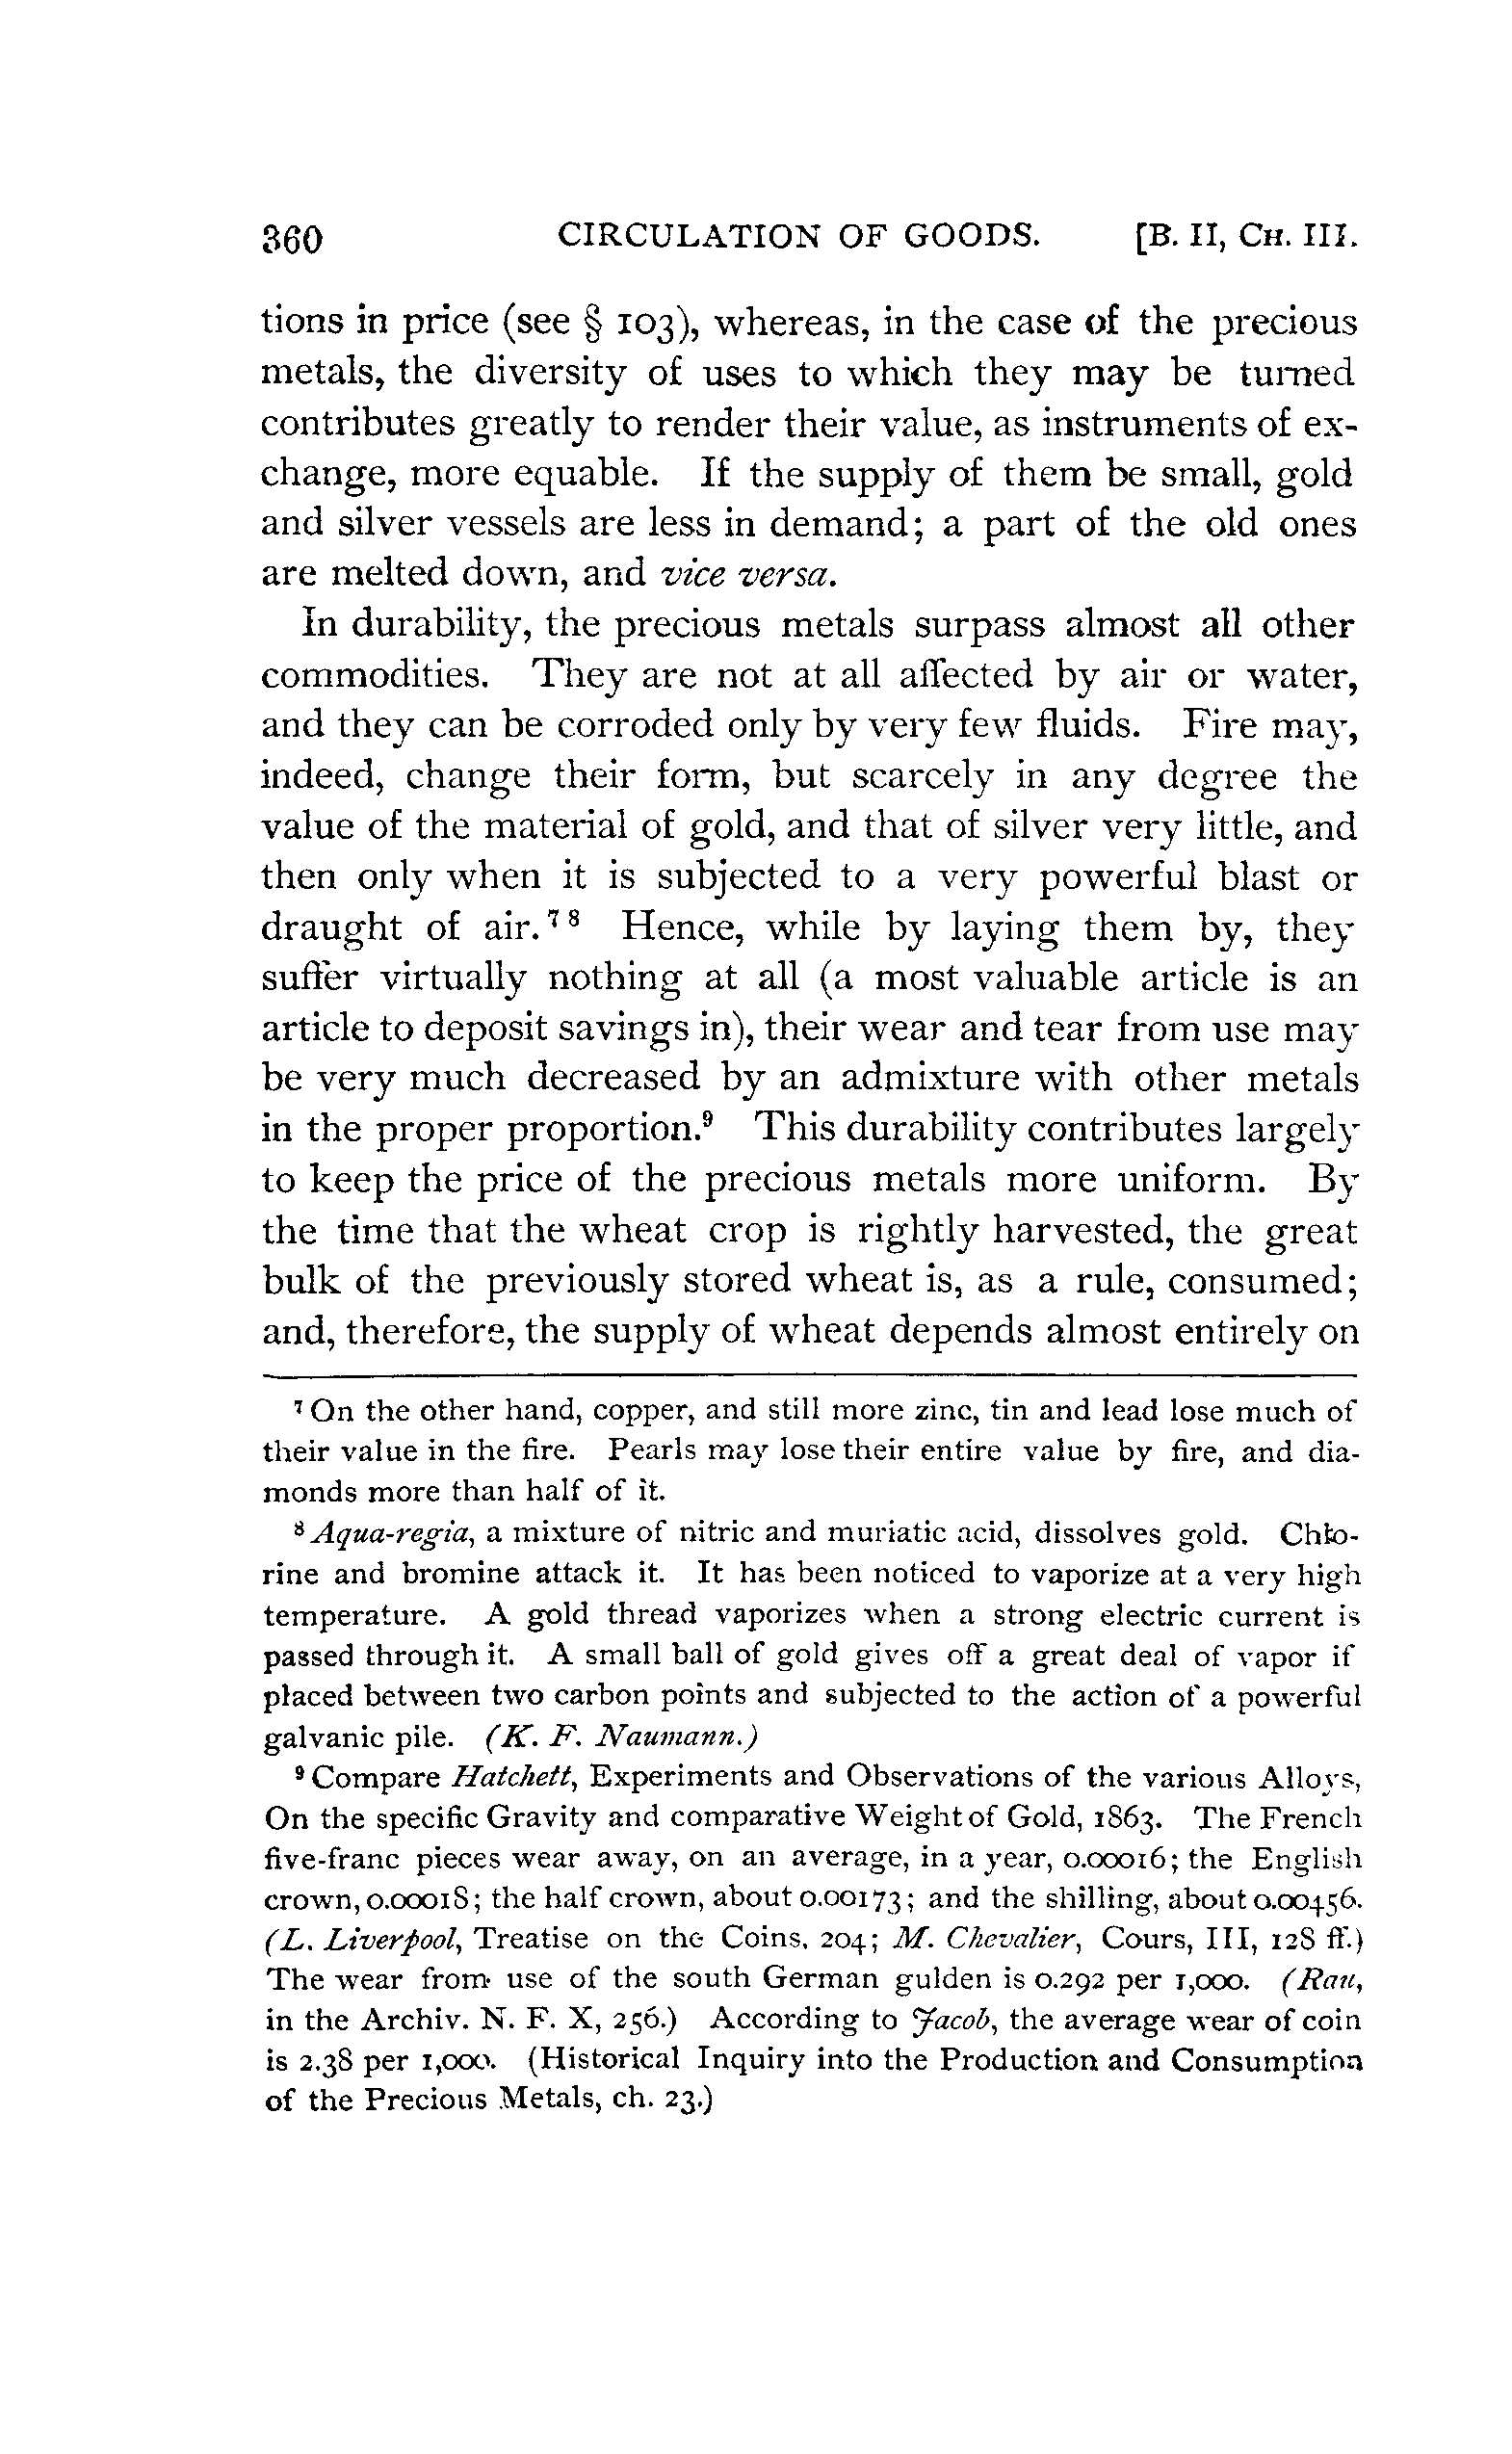 360 CIRCULATION OF GOODS. [B. II, CH. III.
tions in price (see § 103), whereas, in the case of the precious
metals, the diversity of uses to which they may be turned
contributes greatly to render their value, as instruments of ex-
change, more equable. If the supply of them be small, gold
and silver vessels are less in demand; a part of the old ones
are melted down, and vice versa.
In durability, the precious metals surpass almost all other
commodities. They are not at all affected by air or water,
and they can be corroded only by very few fluids. Fire may,
indeed, change their form, but scarcely in any degree the
value of the material of gold, and that of silver very little, and
then only when it is subjected to a very powerful blast or
draught of air.⁷ ⁸ Hence, while by laying them by, they
suffer virtually nothing at all (a most valuable article is an
article to deposit savings in), their wear and tear from use may
be very much decreased by an admixture with other metals
in the proper proportion.⁹ This durability contributes largely
to keep the price of the precious metals more uniform. By
the time that the wheat crop is rightly harvested, the great
bulk of the previously stored wheat is, as a rule, consumed;
and, therefore, the supply of wheat depends almost entirely on
⁷ On the other hand, copper, and still more zinc, tin and lead lose much of
their value in the fire. Pearls may lose their entire value by fire, and dia-
monds more than half of it.
⁸ Aqua-regia, a mixture of nitric and muriatic acid, dissolves gold. Chlo-
rine and bromine attack it. It has been noticed to vaporize at a very high
temperature. A gold thread vaporizes when a strong electric current is
passed through it. A small ball of gold gives off a great deal of vapor if
placed between two carbon points and subjected to the action of a powerful
galvanic pile. (K. F. Naumann.)
⁹ Compare Hatchett, Experiments and Observations of the various Alloys,
On the specific Gravity and comparative Weight of Gold, 1863. The French
five-franc pieces wear away, on an average, in a year, 0.00016; the English
crown, 0.00018; the half crown, about 0.00173; and the shilling, about 0.00456.
(L. Liverpool, Treatise on the Coins, 204; M. Chevalier, Cours, III, 128 ff.)
The wear from use of the south German gulden is 0.292 per 1,000. (Rau,
in the Archiv. N. F. X, 256.) According to Jacob, the average wear of coin
is 2.38 per 1,000. (Historical Inquiry into the Production and Consumption
of the Precious Metals, ch. 23.)